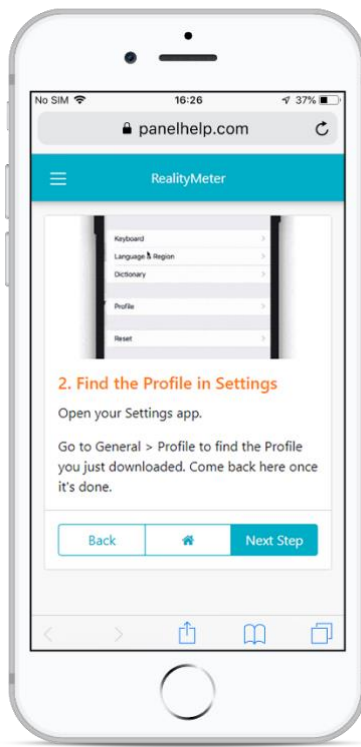 No SIM 16:26 37%
panelhelp.com
RealityMeter
Keyboard
Language & Region
Dictionary
Profile
Reset
2. Find the Profile in Settings
Open your Settings app.
Go to General > Profile to find the Profile
you just downloaded. Come back here once
it's done.
Back Next Step